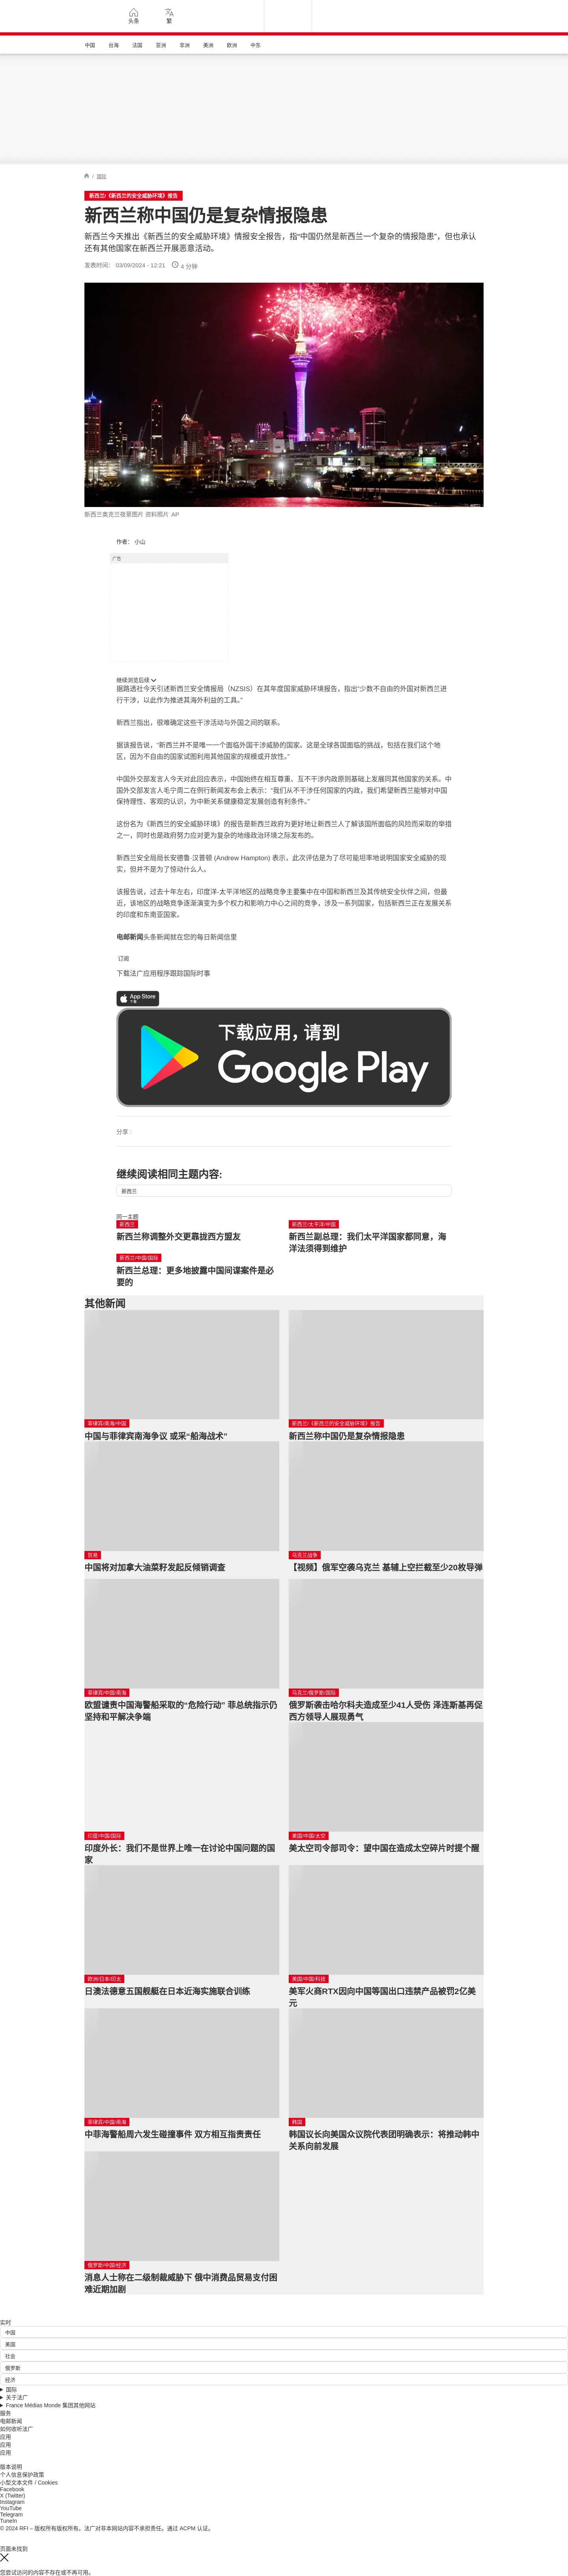 头条
繁
中国
台海
法国
亚洲
非洲
美洲
欧洲
中东
/ 国际
新西兰/《新西兰的安全威胁环境》报告
新西兰称中国仍是复杂情报隐患
新西兰今天推出《新西兰的安全威胁环境》情报安全报告，指“中国仍然是新西兰一个复杂的情报隐患”，但也承认
还有其他国家在新西兰开展恶意活动。
发表时间： 03/09/2024 - 12:21
4 分钟
新西兰奥克兰夜景图片 资料照片 AP
作者： 小山
广告
继续浏览后续
据路透社今天引述新西兰安全情报局（NZSIS）在其年度国家威胁环境报告，指出“少数不自由的外国对新西兰进
行干涉，以此作为推进其海外利益的工具。”
新西兰指出，很难确定这些干涉活动与外国之间的联系。
据该报告说，“新西兰并不是唯一一个面临外国干涉威胁的国家。这是全球各国面临的挑战，包括在我们这个地
区，因为不自由的国家试图利用其他国家的规模或开放性。”
中国外交部发言人今天对此回应表示，中国始终在相互尊重、互不干涉内政原则基础上发展同其他国家的关系。中
国外交部发言人毛宁周二在例行新闻发布会上表示：“我们从不干涉任何国家的内政，我们希望新西兰能够对中国
保持理性、客观的认识，为中新关系健康稳定发展创造有利条件。”
这份名为《新西兰的安全威胁环境》的报告是新西兰政府为更好地让新西兰人了解该国所面临的风险而采取的举措
之一，同时也是政府努力应对更为复杂的地缘政治环境之际发布的。
新西兰安全局局长安德鲁·汉普顿 (Andrew Hampton) 表示，此次评估是为了尽可能坦率地说明国家安全威胁的现
实，但并不是为了惊动什么人。
该报告说，过去十年左右，印度洋-太平洋地区的战略竞争主要集中在中国和新西兰及其传统安全伙伴之间，但最
近，该地区的战略竞争逐渐演变为多个权力和影响力中心之间的竞争，涉及一系列国家，包括新西兰正在发展关系
的印度和东南亚国家。
电邮新闻头条新闻就在您的每日新闻信里
订阅
下载法广应用程序跟踪国际时事
App Store
下载
下载应用，请到
Google Play
分享 :
继续阅读相同主题内容:
新西兰
同一主题
新西兰
新西兰称调整外交更靠拢西方盟友
新西兰/太平洋/中国
新西兰副总理：我们太平洋国家都同意，海
洋法须得到维护
新西兰/中国/国际
新西兰总理：更多地披露中国间谍案件是必
要的
其他新闻
菲律宾/南海/中国
中国与菲律宾南海争议 或采“船海战术”
新西兰/《新西兰的安全威胁环境》报告
新西兰称中国仍是复杂情报隐患
贸易
中国将对加拿大油菜籽发起反倾销调查
乌克兰战争
【视频】俄军空袭乌克兰 基辅上空拦截至少20枚导弹
菲律宾/中国/南海
欧盟谴责中国海警船采取的“危险行动” 菲总统指示仍
坚持和平解决争端
乌克兰/俄罗斯/国际
俄罗斯袭击哈尔科夫造成至少41人受伤 泽连斯基再促
西方领导人展现勇气
印度/中国/国际
印度外长：我们不是世界上唯一在讨论中国问题的国
家
美国/中国/太空
美太空司令部司令：望中国在造成太空碎片时提个醒
欧洲/日本/印太
日澳法德意五国舰艇在日本近海实施联合训练
美国/中国/科技
美军火商RTX因向中国等国出口违禁产品被罚2亿美
元
菲律宾/中国/南海
中菲海警船周六发生碰撞事件 双方相互指责责任
韩国
韩国议长向美国众议院代表团明确表示：将推动韩中
关系向前发展
俄罗斯/中国/经济
消息人士称在二级制裁威胁下 俄中消费品贸易支付困
难近期加剧
实时
中国
美国
社会
俄罗斯
经济
国际
关于法广
France Médias Monde 集团其他网站
服务
电邮新闻
如何收听法广
应用
应用
应用
版本说明
个人信息保护政策
小型文本文件 / Cookies
Facebook
X (Twitter)
Instagram
YouTube
Telegram
TuneIn
© 2024 RFI – 版权所有版权所有。法广对非本网站内容不承担责任。通过 ACPM 认证。
页面未找到
您尝试访问的内容不存在或不再可用。